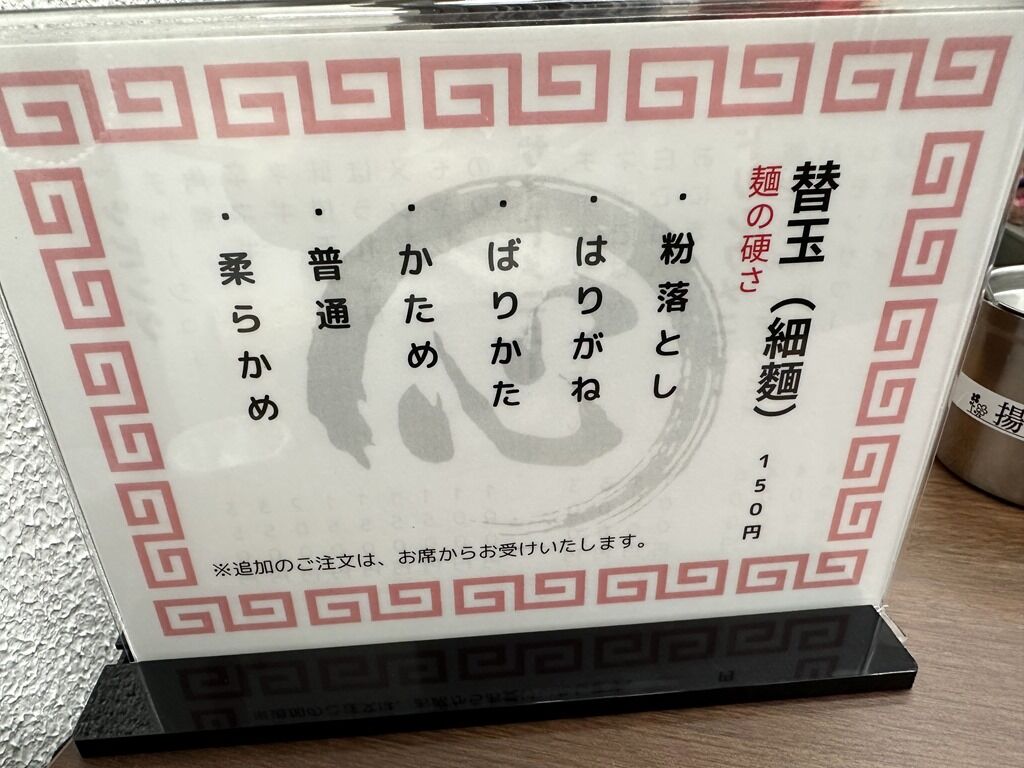 替玉(細麺) 150円
麺の硬さ
・粉落とし
・はりがね
・ばりかた
・かため
・普通
・柔らかめ
※追加のご注文は、お席からお受けいたします。
心
揚